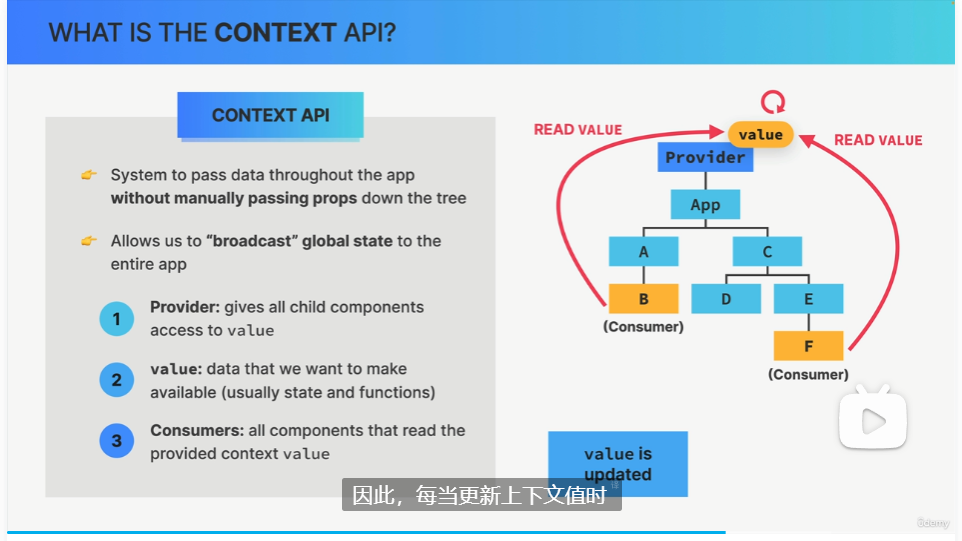 WHAT IS THE CONTEXT API?
CONTEXT API
System to pass data throughout the app
without manually passing props down the tree
Allows us to “broadcast” global state to the
entire app
1
Provider: gives all child components
access to value
2
value: data that we want to make
available (usually state and functions)
3
Consumers: all components that read the
provided context value
READ VALUE
value
READ VALUE
Provider
App
A
C
B
D
E
(Consumer)
F
(Consumer)
value is
updated
因此，每当更新上下文值时
ûdemy